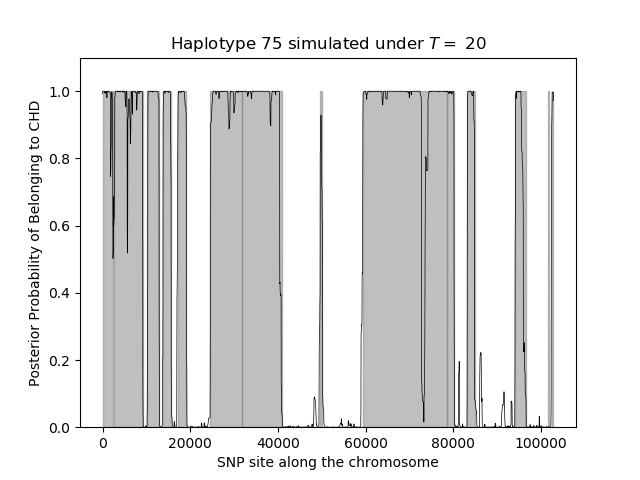 Haplotype 75 simulated under T = 20
Posterior Probability of Belonging to CHD
1.0
0.8
0.6
0.4
0.2
0.0
0 20000 40000 60000 80000 100000
SNP site along the chromosome